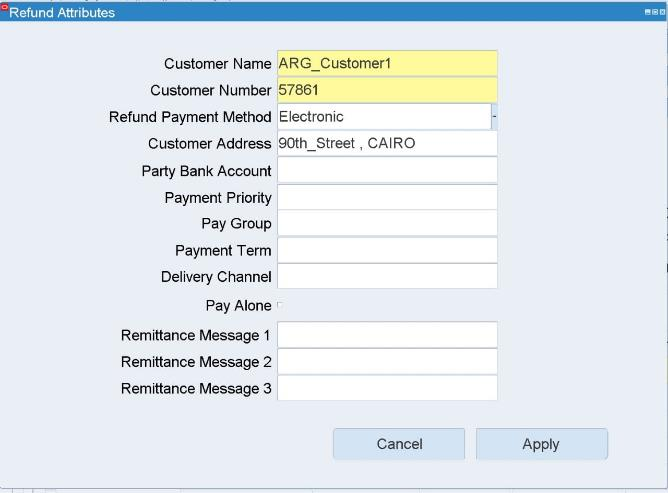 Refund Attributes
Customer Name ARG_Customer1
Customer Number 57861
Refund Payment Method Electronic
Customer Address 90th_Street , CAIRO
Party Bank Account
Payment Priority
Pay Group
Payment Term
Delivery Channel
Pay Alone
Remittance Message 1
Remittance Message 2
Remittance Message 3
Cancel Apply